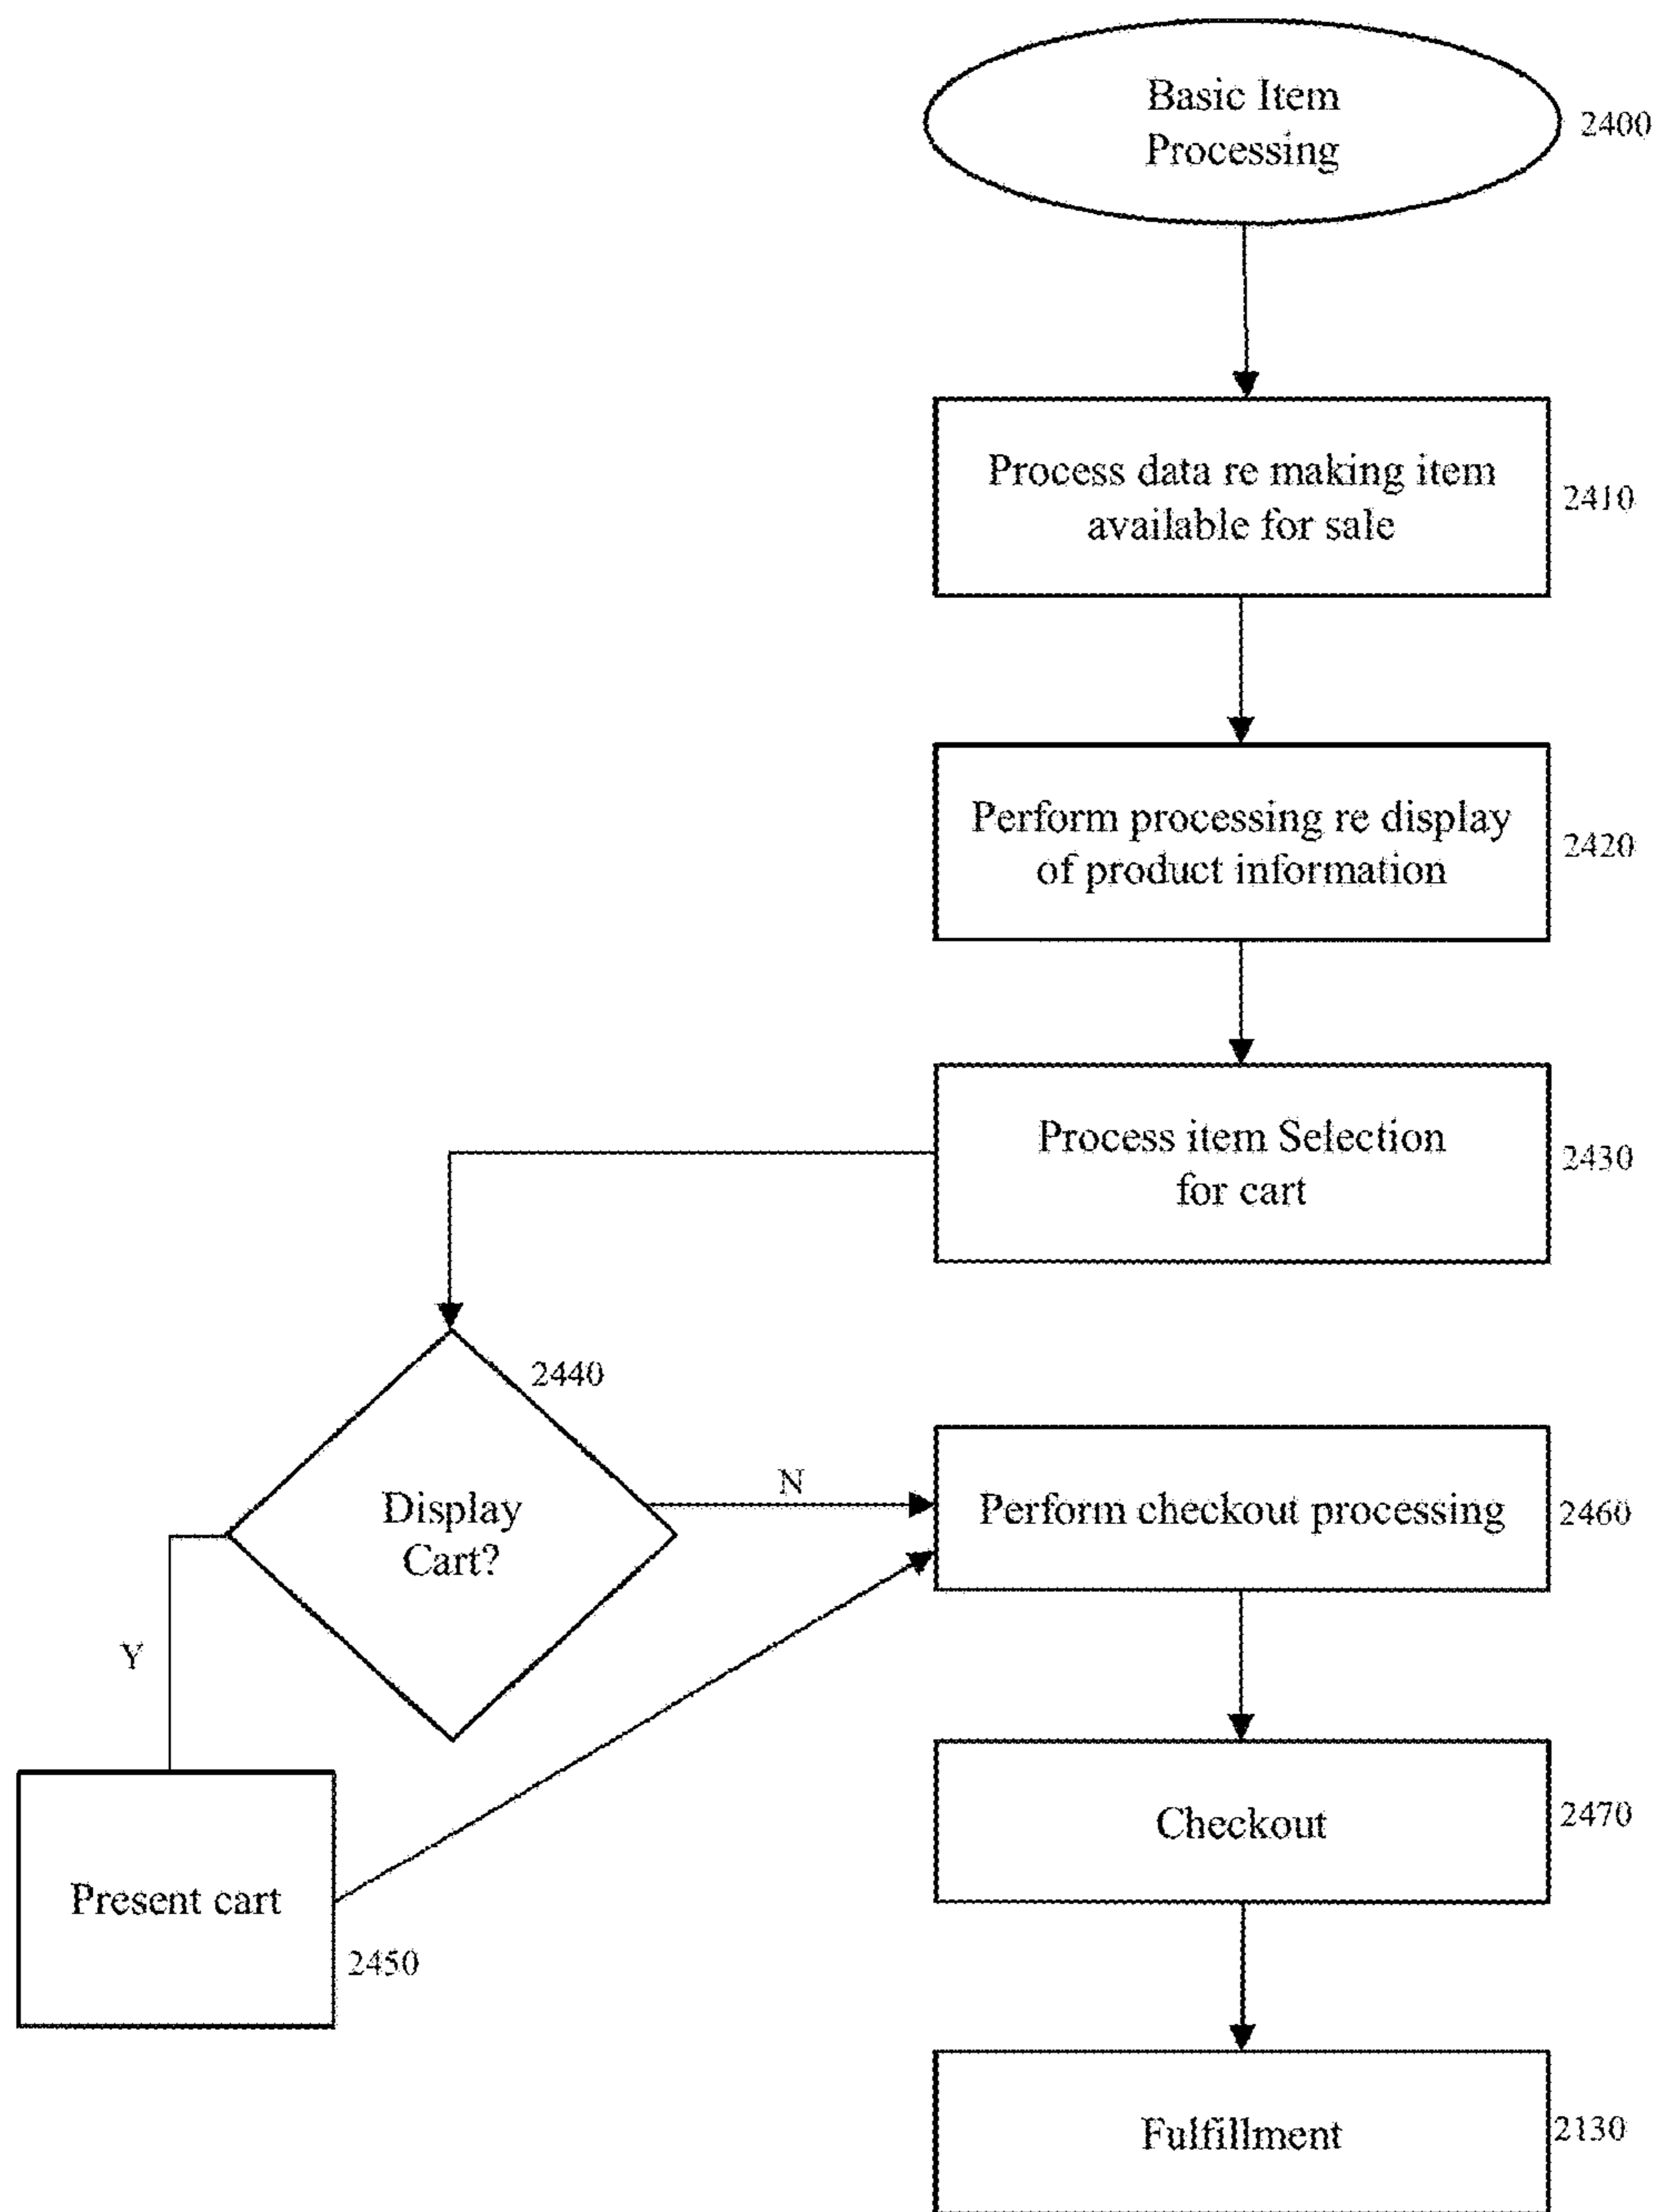 Basic Item
Processing
2400
Process data re making item
available for sale
2410
Perform processing re display
of product information
2420
Process item Selection
for cart
2430
2440
Display
Cart?
N
Y
Perform checkout processing
2460
Present cart
2450
Checkout
2470
Fulfillment
2130